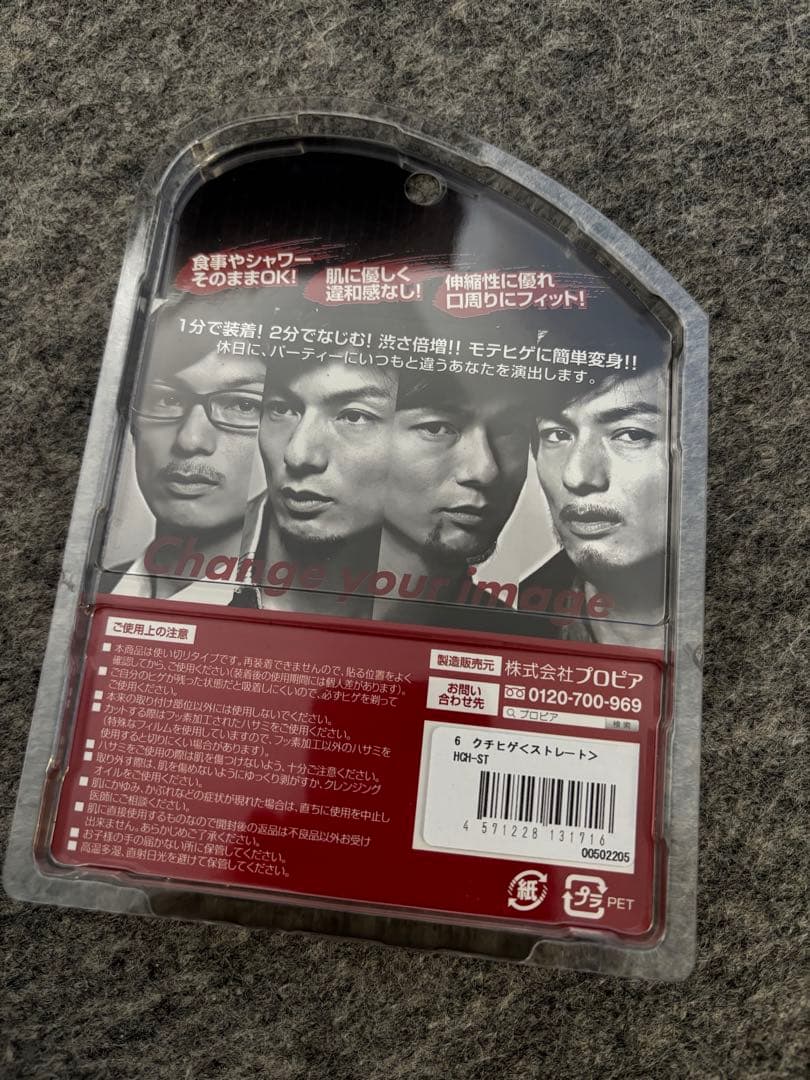 食事やシャワー
そのままOK!
肌に優しく
違和感なし!
伸縮性に優れ
口周りにフィット!
1分で装着! 2分でなじむ! 渋さ倍増!! モテヒゲに簡単変身!!
休日に、パーティーにいつもと違うあなたを演出します。
Change your image
ご使用上の注意
■ 本商品は使い切りタイプです。再装着できませんので、貼る位置をよく
確認してから、ご使用ください(装着後の使用期間には個人差があります)。
■ ご自分のヒゲが残った状態だと吸着しにくいので、必ずヒゲを剃って
ご使用ください。
■ 本来の取り付け部位以外には使用しないでください。
■ カットする際はフッ素加工されたハサミをご使用ください。
(特殊なフィルムを使用していますので、フッ素加工以外のハサミを
使用すると切りにくい場合があります)。
■ ハサミをご使用の際は肌を傷つけないよう、十分ご注意ください。
■ 取り外す際は、肌を傷めないようにゆっくり剥がすか、クレンジング
オイルをご使用ください。
■ 肌にかゆみ、かぶれなどの症状が現れた場合は、直ちに使用を中止し
医師にご相談ください。
■ 肌に直接使用するものなので開封後の返品は不良品以外お受け
出来ません。あらかじめご了承ください。
■ お子様の手の届かない所に保管してください。
■ 高温多湿、直射日光を避けて保管してください。
製造販売元 株式会社プロピア
お問い
合わせ先
0120-700-969
プロピア 検索
6 クチヒゲ<ストレート>
HGH-ST
4 571228 131716
00502205
紙
プラ PET